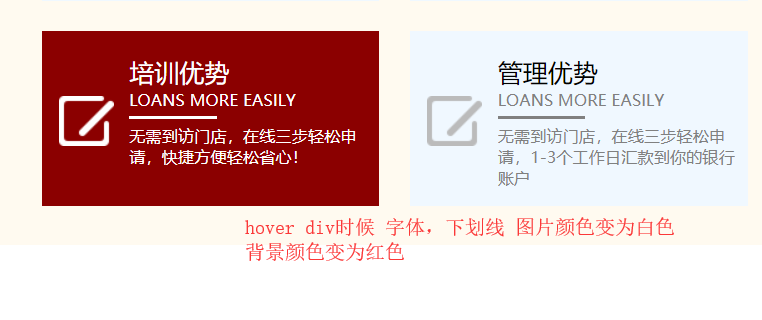 培训优势
LOANS MORE EASILY
无需到访门店，在线三步轻松申
请，快捷方便轻松省心！
管理优势
LOANS MORE EASILY
无需到访门店，在线三步轻松申
请，1-3个工作日汇款到你的银行
账户
hover div时候 字体，下划线 图片颜色变为白色
背景颜色变为红色